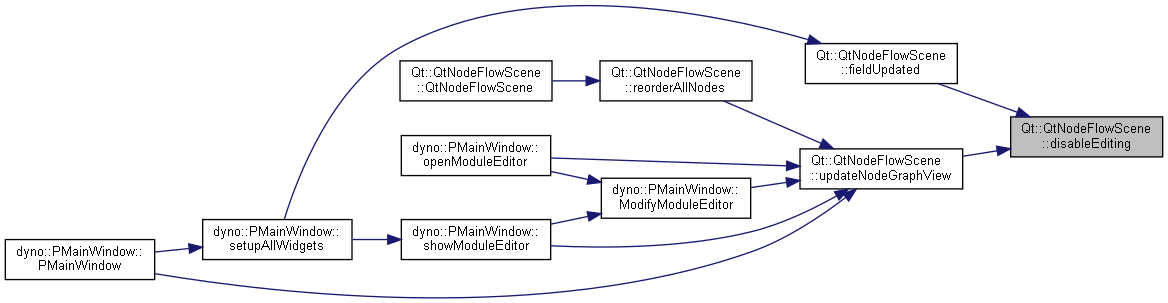 Qt::QtNodeFlowScene
::fieldUpdated
Qt::QtNodeFlowScene
::QtNodeFlowScene
Qt::QtNodeFlowScene
::reorderAllNodes
Qt::QtNodeFlowScene
::disableEditing
dyno::PMainWindow::
openModuleEditor
Qt::QtNodeFlowScene
::updateNodeGraphView
dyno::PMainWindow::
ModifyModuleEditor
dyno::PMainWindow::
setupAllWidgets
dyno::PMainWindow::
showModuleEditor
dyno::PMainWindow::
PMainWindow